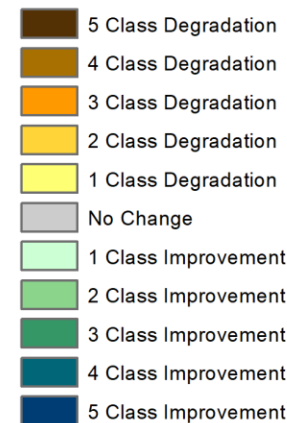 5 Class Degradation
4 Class Degradation
3 Class Degradation
2 Class Degradation
1 Class Degradation
No Change
1 Class Improvement
2 Class Improvement
3 Class Improvement
4 Class Improvement
5 Class Improvement